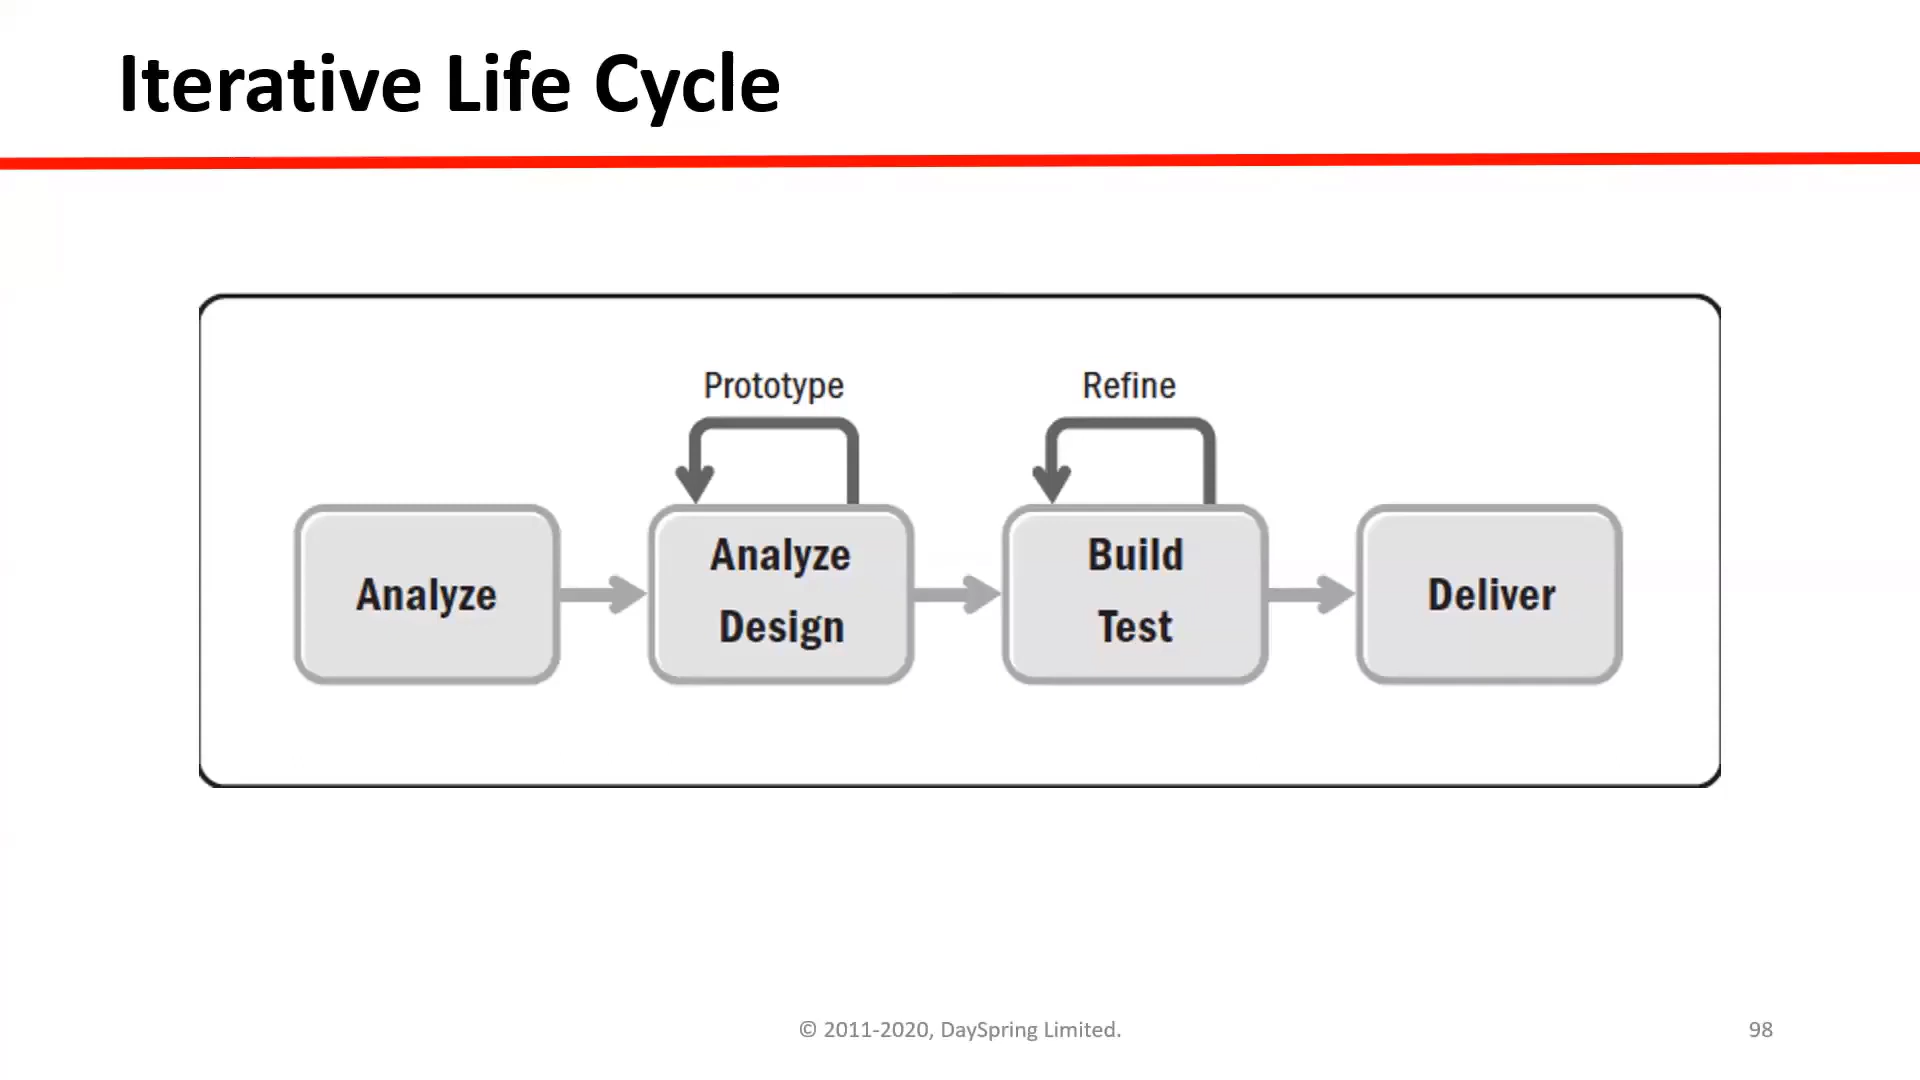 Iterative Life Cycle
Prototype
Refine
Analyze
Analyze
Design
Build
Test
Deliver
© 2011-2020, DaySpring Limited.
98